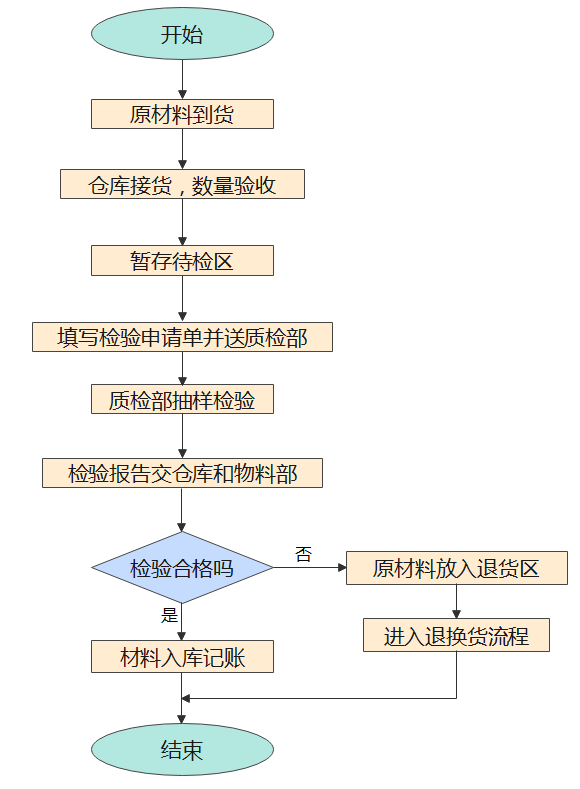 开始
原材料到货
仓库接货，数量验收
暂存待检区
填写检验申请单并送质检部
质检部抽样检验
检验报告交仓库和物料部
检验合格吗
否
原材料放入退货区
是
进入退换货流程
材料入库记账
结束